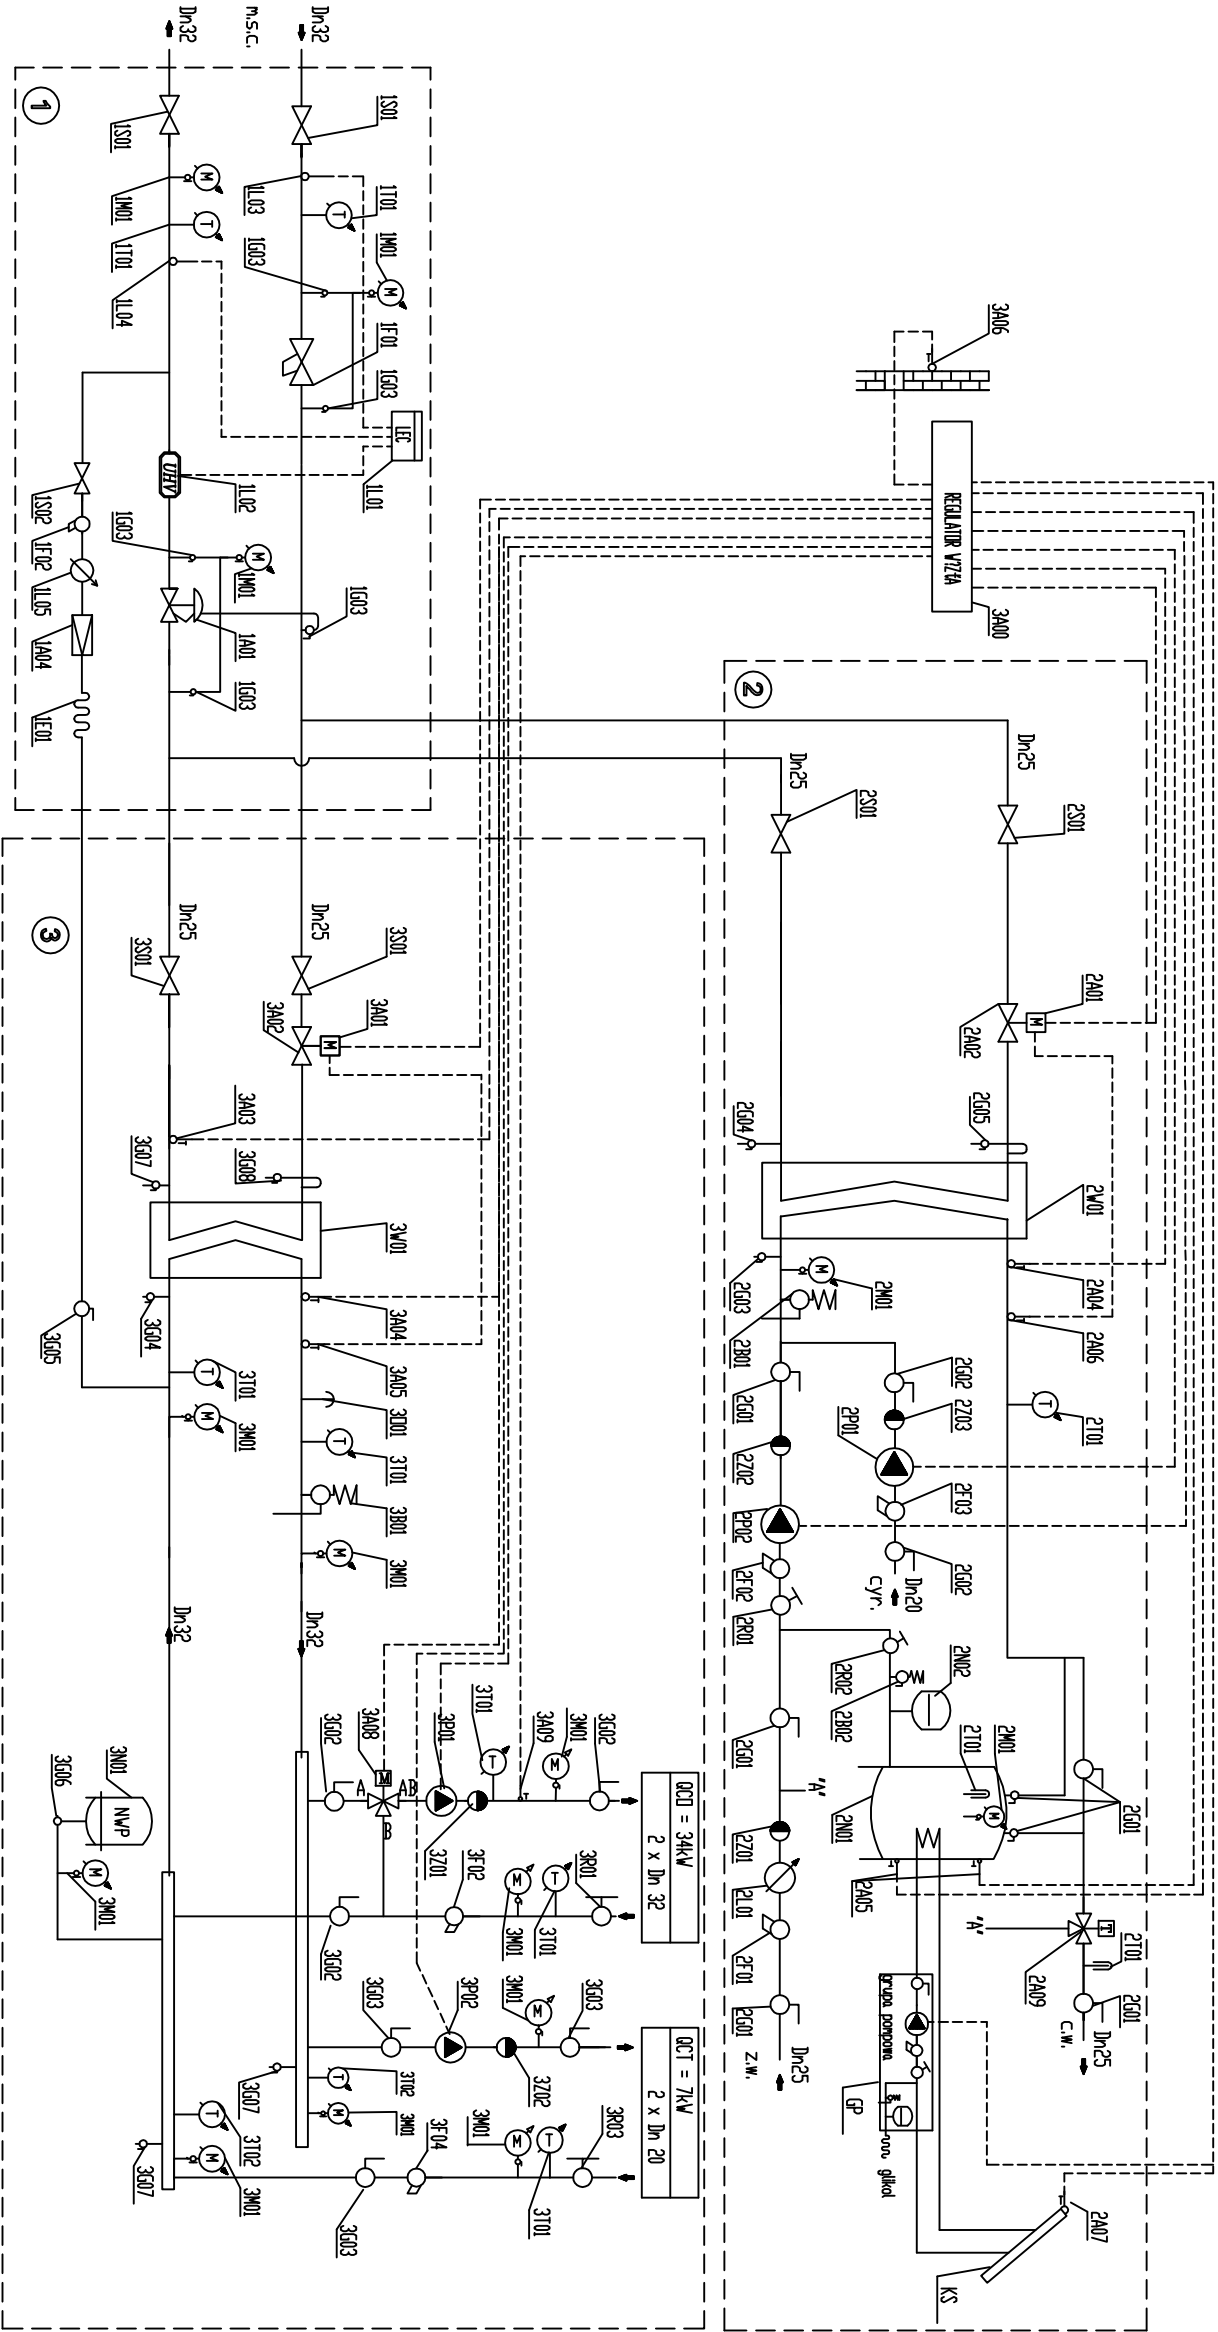 Dn32
m.s.c.
Dn32
1
1S01
1M01
1T01
1L04
M
T
1S01
1L03
1G03
1T01
T
1M01
M
1F01
1G03
LEC
1L01
UHV
1L02
1S02
1F02
1L05
1A04
1E01
1G03
M
1M01
1A01
1G03
1G03
3A06
REGULATOR WĘZŁA
3A00
2
Dn25
Dn25
2S01
2S01
2A01
M
2A02
2G04
2G05
2W01
2A04
2A06
2G03
M
2M01
2B01
2G01
2Z02
2P02
2F02
2R01
2G02
2Z03
2P01
2F03
2G02
Dn20
cyr.
T
2T01
2R02
2B02
2N02
2T01
2M01
M
2N01
2G01
2A05
2G01
"A"
2Z01
2L01
2F01
2G01
Dn25
z.w.
"A"
T
2T01
2A09
2G01
Dn25
c.w.
grupa pompowa
GP
glikol
2A07
KS
3
Dn25
Dn25
3S01
3S01
3A01
M
3A02
3A03
3G07
3G08
3W01
3A04
3A05
3D01
T
3T01
3B01
M
3M01
3G05
3G04
T
3T01
M
3M01
Dn32
Dn32
3G02
3A08
M
A
AB
B
3P01
3Z01
3T01
T
3A09
3M01
M
3G02
QCO = 34kW
2 x Dn 32
3G02
3F02
M
3M01
T
3T01
3R01
3G06
3N01
NWP
M
3M01
3G03
3P02
3Z02
3M01
M
3G03
QCT = 7kW
2 x Dn 20
3G07
T
3T02
M
3M01
3G03
3F04
3M01
M
T
3T01
3R03
T
3T02
3G07
M
3M01